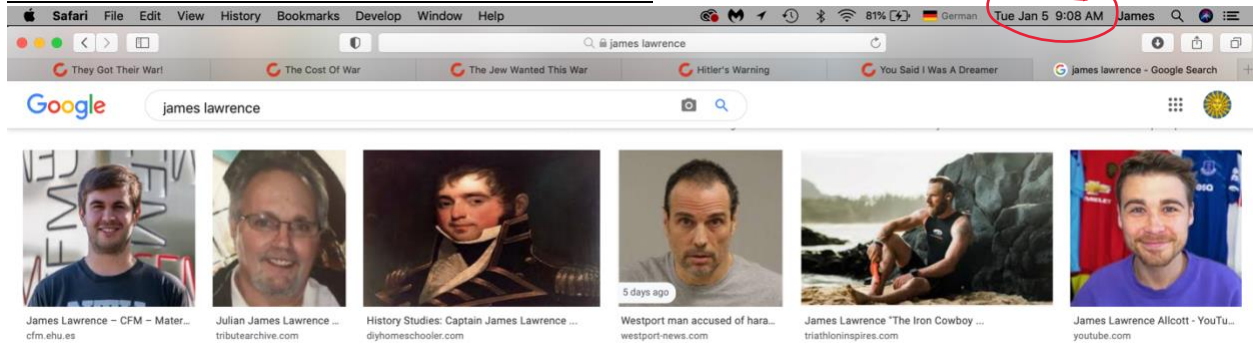 Safari File Edit View History Bookmarks Develop Window Help 81% German Tue Jan 5 9:08 AM James
james lawrence
They Got Their War! The Cost Of War The Jew Wanted This War Hitler's Warning You Said I Was A Dreamer james lawrence - Google Search
Google james lawrence
5 days ago
James Lawrence – CFM – Mater... Julian James Lawrence ... History Studies: Captain James Lawrence ... Westport man accused of hara... James Lawrence "The Iron Cowboy ... James Lawrence Allcott - YouTu...
cfm.ehu.es tributearchive.com diyhomeschooler.com westport-news.com triathloninspires.com youtube.com